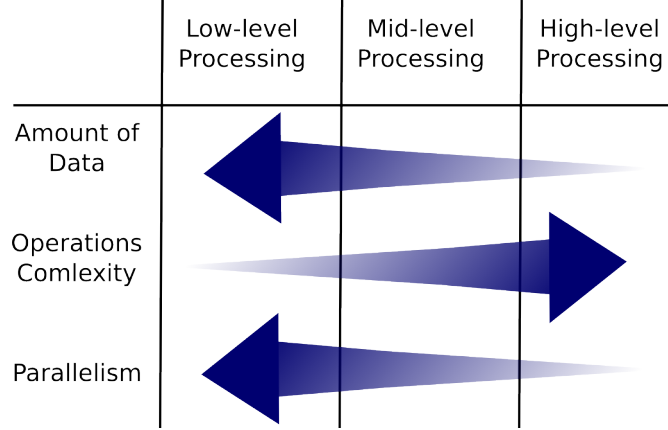 Low-level
Processing
Mid-level
Processing
High-level
Processing
Amount of
Data
Operations
Comlexity
Parallelism